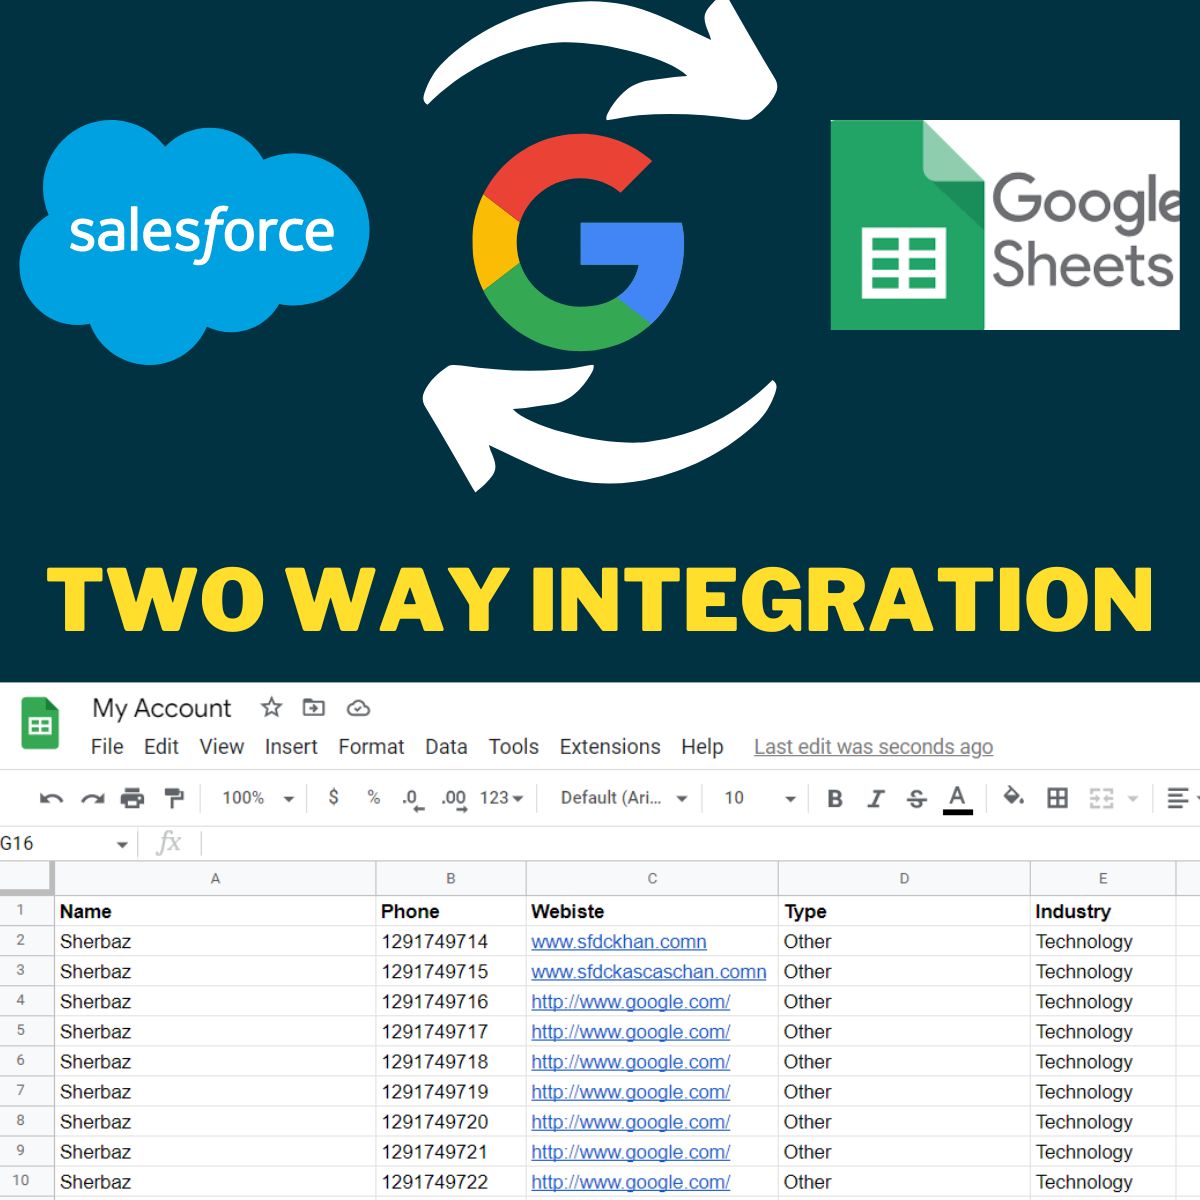 salesforce
Google
Sheets
TWO WAY INTEGRATION
My Account
File Edit View Insert Format Data Tools Extensions Help Last edit was seconds ago
100% $ % .0 .00 123 Default (Ari... 10 B I S A
G16 fx
A B C D E
1 Name Phone Webiste Type Industry
2 Sherbaz 1291749714 www.sfdckhan.comn Other Technology
3 Sherbaz 1291749715 www.sfdckascaschan.comn Other Technology
4 Sherbaz 1291749716 http://www.google.com/ Other Technology
5 Sherbaz 1291749717 http://www.google.com/ Other Technology
6 Sherbaz 1291749718 http://www.google.com/ Other Technology
7 Sherbaz 1291749719 http://www.google.com/ Other Technology
8 Sherbaz 1291749720 http://www.google.com/ Other Technology
9 Sherbaz 1291749721 http://www.google.com/ Other Technology
10 Sherbaz 1291749722 http://www.google.com/ Other Technology